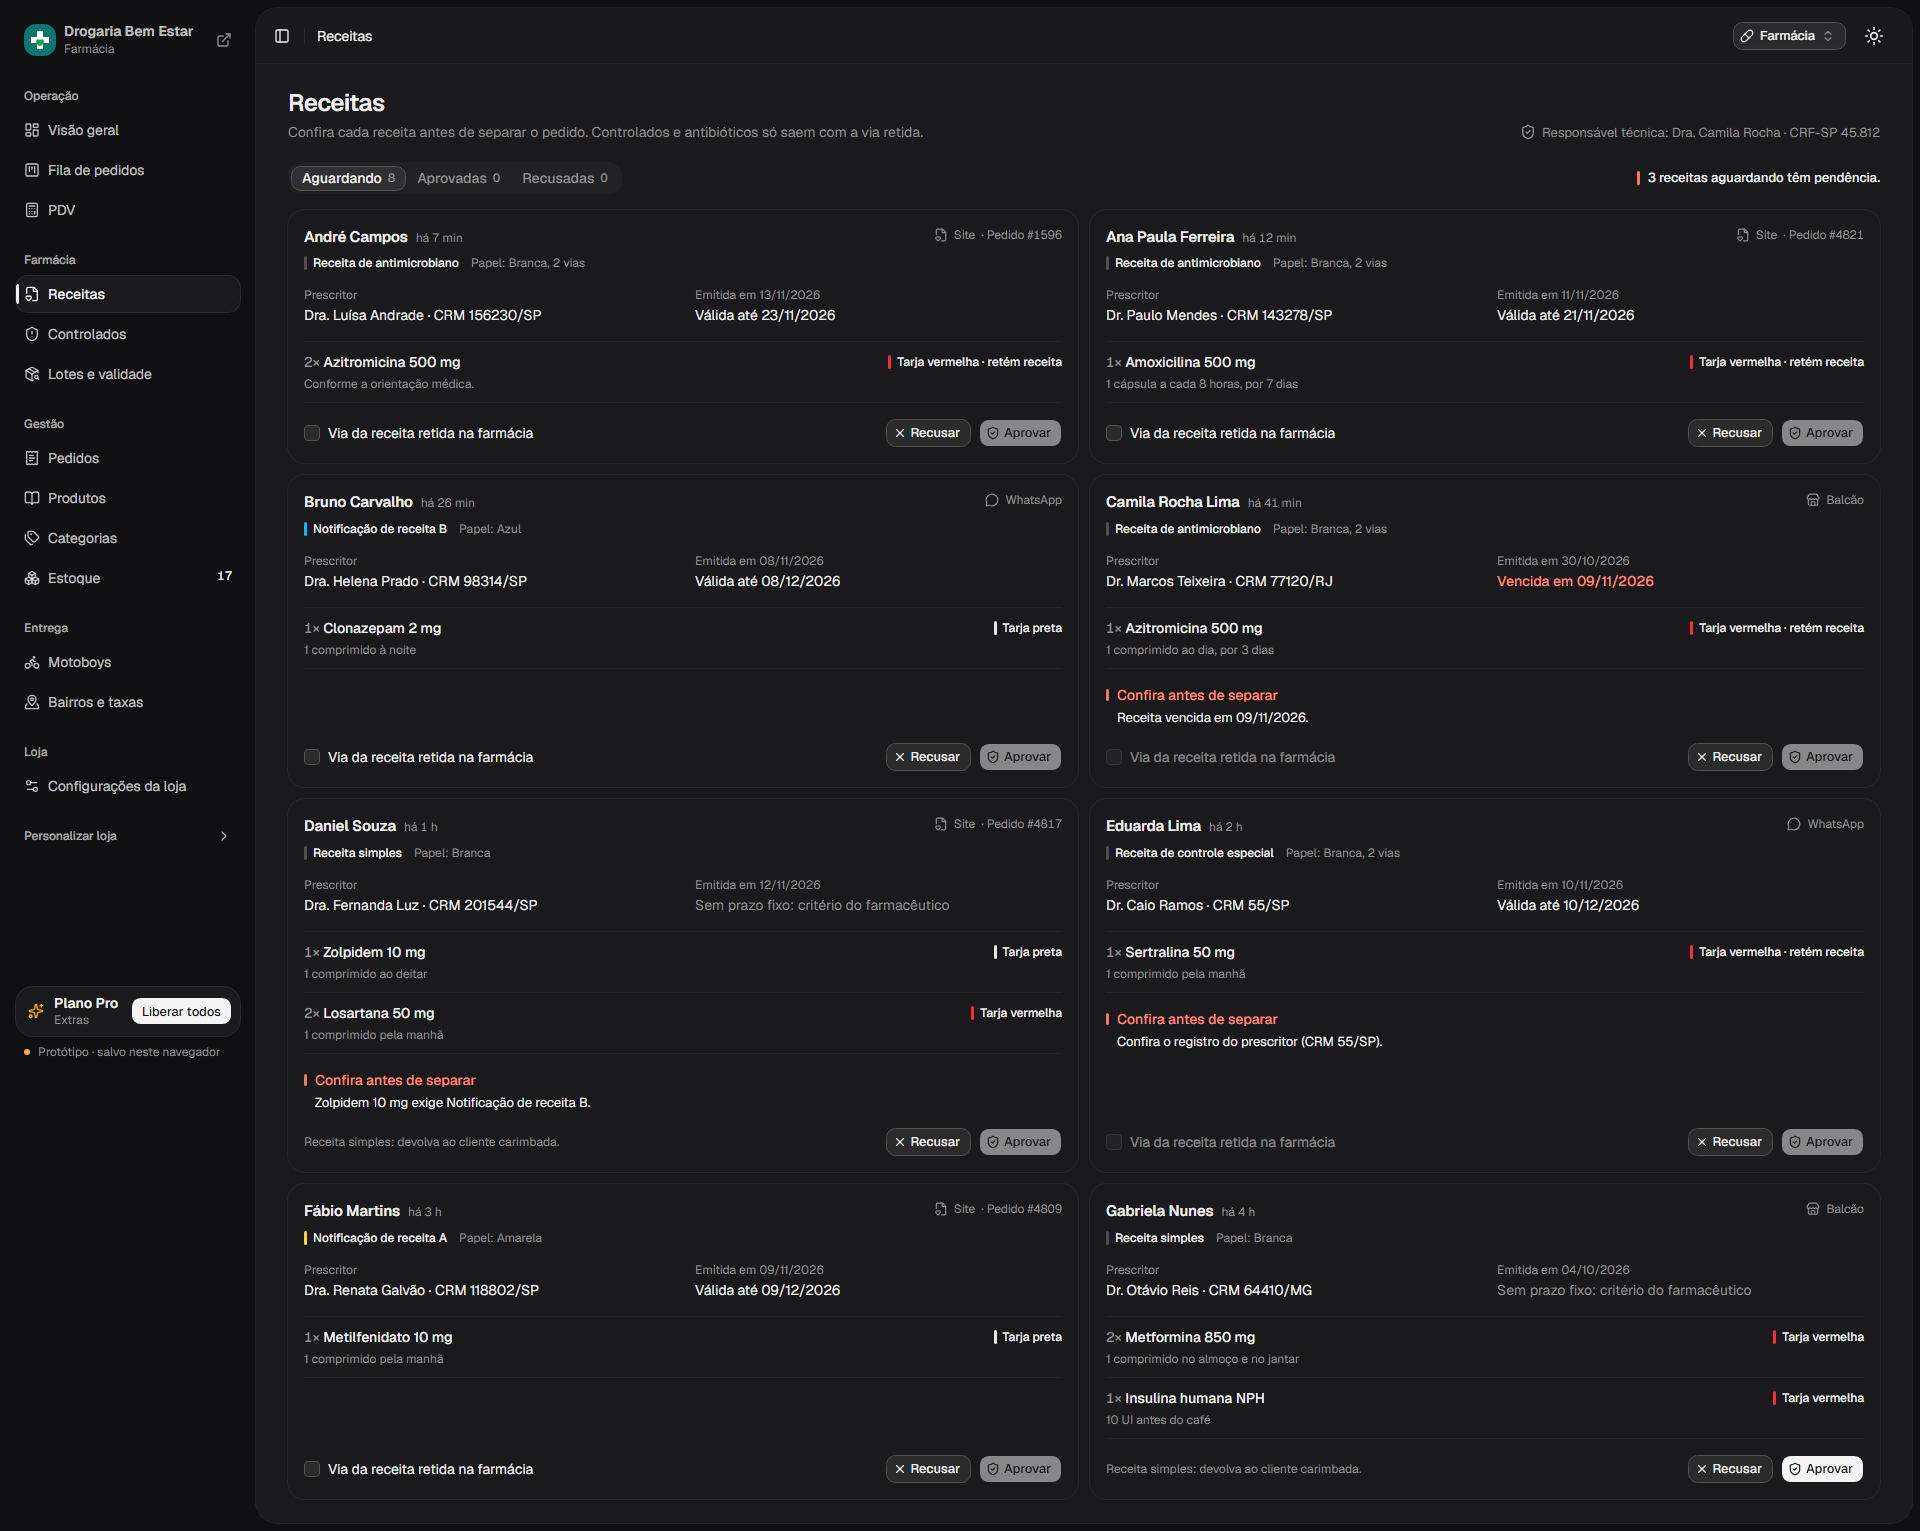 Drogaria Bem Estar
Farmácia
Operação
Visão geral
Fila de pedidos
PDV
Farmácia
Receitas
Controlados
Lotes e validade
Gestão
Pedidos
Produtos
Categorias
Estoque 17
Entrega
Motoboys
Bairros e taxas
Loja
Configurações da loja
Personalizar loja
Plano Pro
Extras
Liberar todos
Protótipo · salvo neste navegador
Receitas
Farmácia
Receitas
Confira cada receita antes de separar o pedido. Controlados e antibióticos só saem com a via retida.
Responsável técnica: Dra. Camila Rocha · CRF-SP 45.812
Aguardando 8 Aprovadas 0 Recusadas 0
3 receitas aguardando têm pendência.
André Campos há 7 min
Site · Pedido #1596
Receita de antimicrobiano Papel: Branca, 2 vias
Prescritor
Dra. Luísa Andrade · CRM 156230/SP
Emitida em 13/11/2026
Válida até 23/11/2026
2× Azitromicina 500 mg
Tarja vermelha · retém receita
Conforme a orientação médica.
Via da receita retida na farmácia
Recusar
Aprovar
Ana Paula Ferreira há 12 min
Site · Pedido #4821
Receita de antimicrobiano Papel: Branca, 2 vias
Prescritor
Dr. Paulo Mendes · CRM 143278/SP
Emitida em 11/11/2026
Válida até 21/11/2026
1× Amoxicilina 500 mg
Tarja vermelha · retém receita
1 cápsula a cada 8 horas, por 7 dias
Via da receita retida na farmácia
Recusar
Aprovar
Bruno Carvalho há 26 min
WhatsApp
Notificação de receita B Papel: Azul
Prescritor
Dra. Helena Prado · CRM 98314/SP
Emitida em 08/11/2026
Válida até 08/12/2026
1× Clonazepam 2 mg
Tarja preta
1 comprimido à noite
Via da receita retida na farmácia
Recusar
Aprovar
Camila Rocha Lima há 41 min
Balcão
Receita de antimicrobiano Papel: Branca, 2 vias
Prescritor
Dr. Marcos Teixeira · CRM 77120/RJ
Emitida em 30/10/2026
Vencida em 09/11/2026
1× Azitromicina 500 mg
Tarja vermelha · retém receita
1 comprimido ao dia, por 3 dias
Confira antes de separar
Receita vencida em 09/11/2026.
Via da receita retida na farmácia
Recusar
Aprovar
Daniel Souza há 1 h
Site · Pedido #4817
Receita simples Papel: Branca
Prescritor
Dra. Fernanda Luz · CRM 201544/SP
Emitida em 12/11/2026
Sem prazo fixo: critério do farmacêutico
1× Zolpidem 10 mg
Tarja preta
1 comprimido ao deitar
2× Losartana 50 mg
Tarja vermelha
1 comprimido pela manhã
Confira antes de separar
Zolpidem 10 mg exige Notificação de receita B.
Receita simples: devolva ao cliente carimbada.
Recusar
Aprovar
Eduarda Lima há 2 h
WhatsApp
Receita de controle especial Papel: Branca, 2 vias
Prescritor
Dr. Caio Ramos · CRM 55/SP
Emitida em 10/11/2026
Válida até 10/12/2026
1× Sertralina 50 mg
Tarja vermelha · retém receita
1 comprimido pela manhã
Confira antes de separar
Confira o registro do prescritor (CRM 55/SP).
Via da receita retida na farmácia
Recusar
Aprovar
Fábio Martins há 3 h
Site · Pedido #4809
Notificação de receita A Papel: Amarela
Prescritor
Dra. Renata Galvão · CRM 118802/SP
Emitida em 09/11/2026
Válida até 09/12/2026
1× Metilfenidato 10 mg
Tarja preta
1 comprimido pela manhã
Via da receita retida na farmácia
Recusar
Aprovar
Gabriela Nunes há 4 h
Balcão
Receita simples Papel: Branca
Prescritor
Dr. Otávio Reis · CRM 64410/MG
Emitida em 04/10/2026
Sem prazo fixo: critério do farmacêutico
2× Metformina 850 mg
Tarja vermelha
1 comprimido no almoço e no jantar
1× Insulina humana NPH
Tarja vermelha
10 UI antes do café
Receita simples: devolva ao cliente carimbada.
Recusar
Aprovar